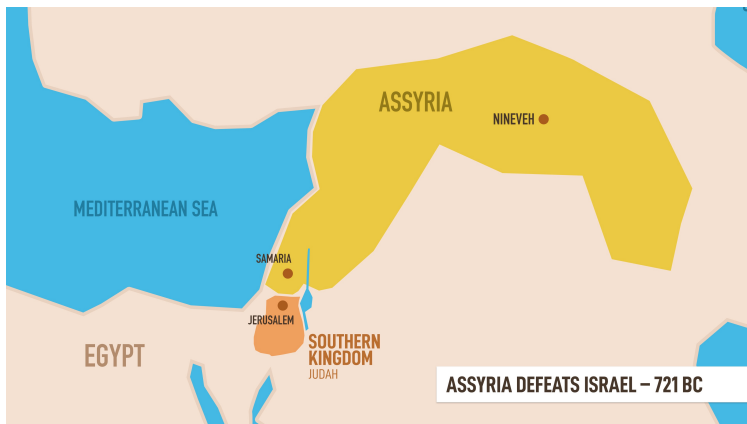 ASSYRIA
NINEVEH
MEDITERRANEAN SEA
SAMARIA
JERUSALEM
SOUTHERN
KINGDOM
JUDAH
EGYPT
ASSYRIA DEFEATS ISRAEL – 721 BC